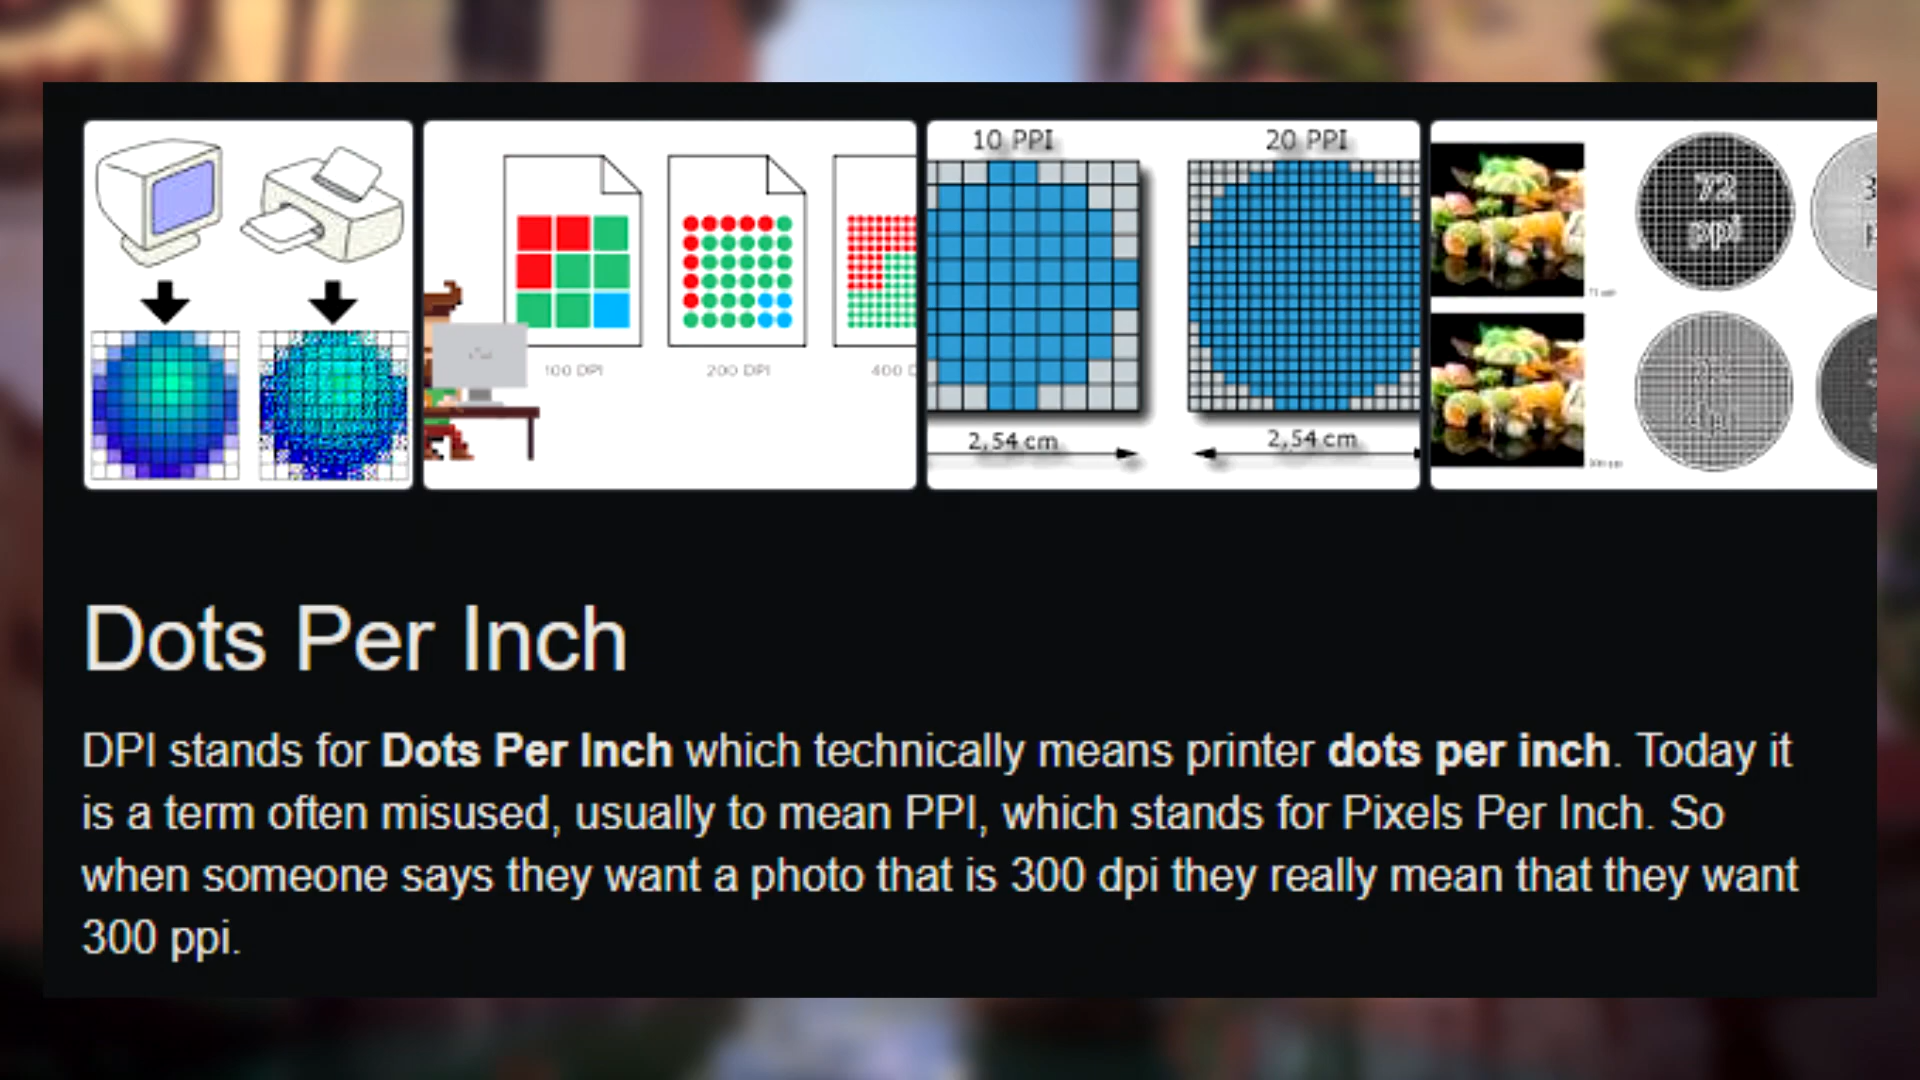 10 PPI
20 PPI
72
ppi
100 DPI
200 DPI
400 D
2,54 cm
2,54 cm
Dots Per Inch
DPI stands for Dots Per Inch which technically means printer dots per inch. Today it
is a term often misused, usually to mean PPI, which stands for Pixels Per Inch. So
when someone says they want a photo that is 300 dpi they really mean that they want
300 ppi.